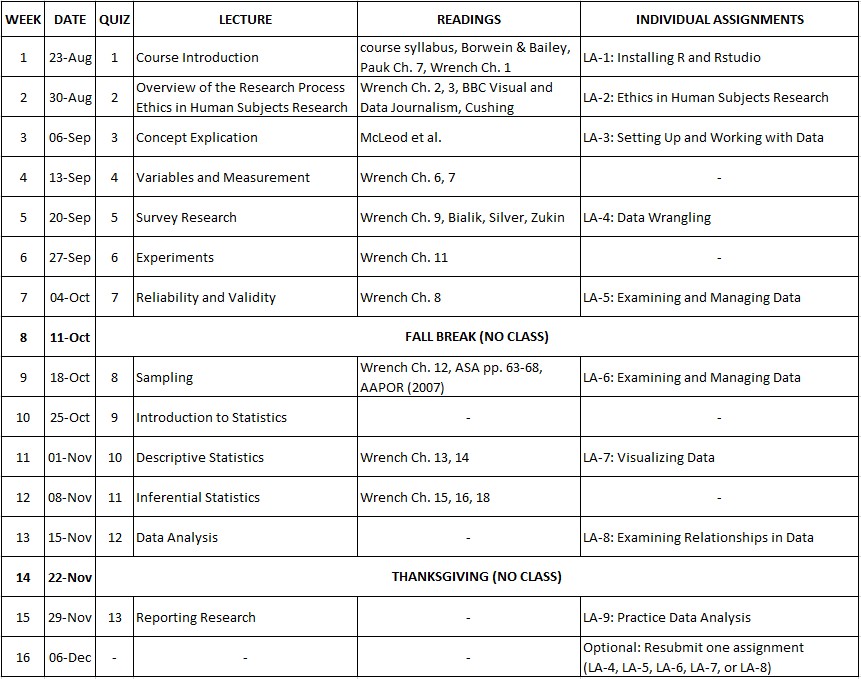 WEEK DATE QUIZ LECTURE READINGS INDIVIDUAL ASSIGNMENTS
1 23-Aug 1 Course Introduction course syllabus, Borwein & Bailey, LA-1: Installing R and Rstudio
Pauk Ch. 7, Wrench Ch. 1
2 30-Aug 2 Overview of the Research Process Wrench Ch. 2, 3, BBC Visual and LA-2: Ethics in Human Subjects Research
Ethics in Human Subjects Research Data Journalism, Cushing
3 06-Sep 3 Concept Explication McLeod et al. LA-3: Setting Up and Working with Data
4 13-Sep 4 Variables and Measurement Wrench Ch. 6, 7 -
5 20-Sep 5 Survey Research Wrench Ch. 9, Bialik, Silver, Zukin LA-4: Data Wrangling
6 27-Sep 6 Experiments Wrench Ch. 11 -
7 04-Oct 7 Reliability and Validity Wrench Ch. 8 LA-5: Examining and Managing Data
8 11-Oct FALL BREAK (NO CLASS)
9 18-Oct 8 Sampling Wrench Ch. 12, ASA pp. 63-68, LA-6: Examining and Managing Data
AAPOR (2007)
10 25-Oct 9 Introduction to Statistics - -
11 01-Nov 10 Descriptive Statistics Wrench Ch. 13, 14 LA-7: Visualizing Data
12 08-Nov 11 Inferential Statistics Wrench Ch. 15, 16, 18 -
13 15-Nov 12 Data Analysis - LA-8: Examining Relationships in Data
14 22-Nov THANKSGIVING (NO CLASS)
15 29-Nov 13 Reporting Research - LA-9: Practice Data Analysis
16 06-Dec - - - Optional: Resubmit one assignment
(LA-4, LA-5, LA-6, LA-7, or LA-8)